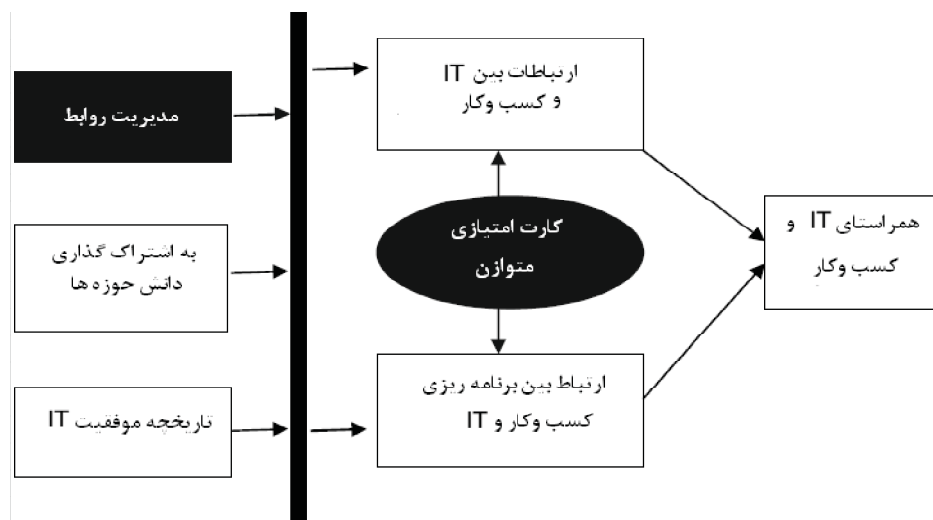 مدیریت روابط
به اشتراک گذاری
دانش حوزه ها
تاریخچه موفقیت IT
ارتباطات بین IT
و کسب وکار
کارت امتیازی
متوازن
ارتباط بین برنامه ریزی
کسب وکار و IT
همراستای IT و
کسب وکار